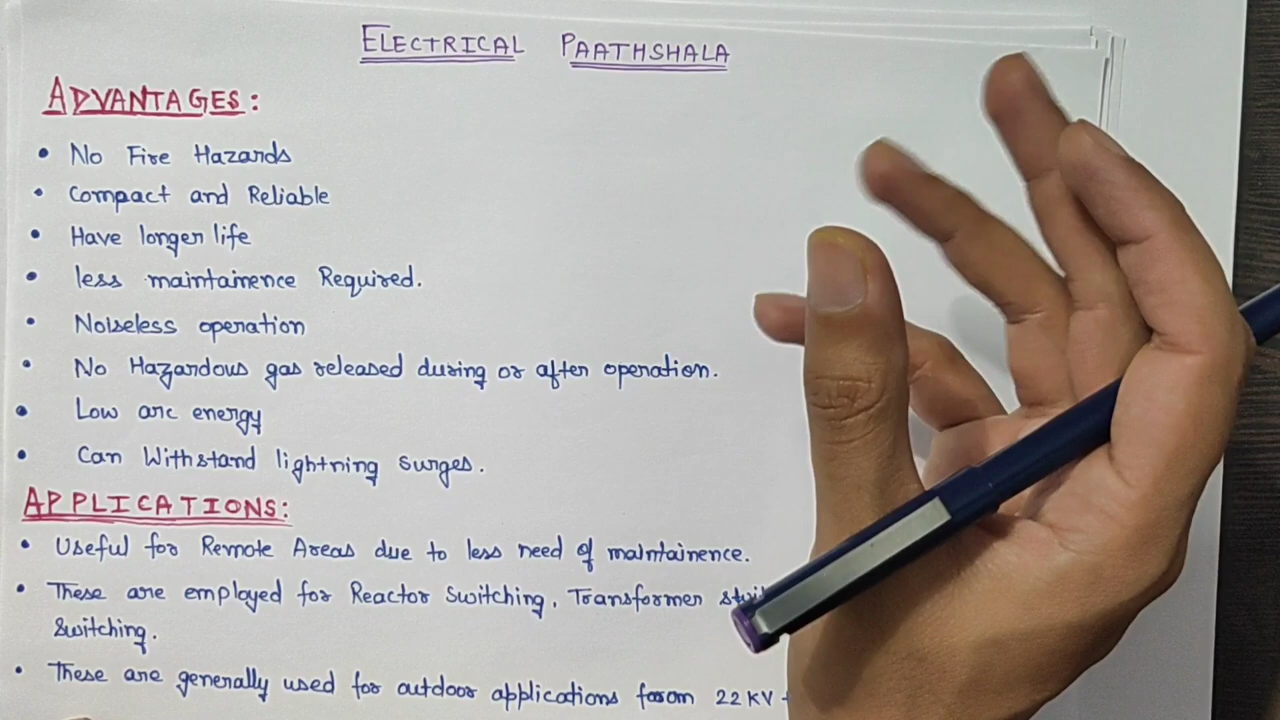 ELECTRICAL PAATHSHALA
ADVANTAGES:
• No Fire Hazards
• Compact and Reliable
• Have longer life
• less maintainence Required.
• Noiseless operation
• No Hazardous gas released during or after operation.
• Low arc energy
• Can Withstand lightning surges.
APPLICATIONS:
• Useful for Remote Areas due to less need of maintainence.
• These are employed for Reactor Switching, Transformer
Switching.
• These are generally used for outdoor applications from 22 KV